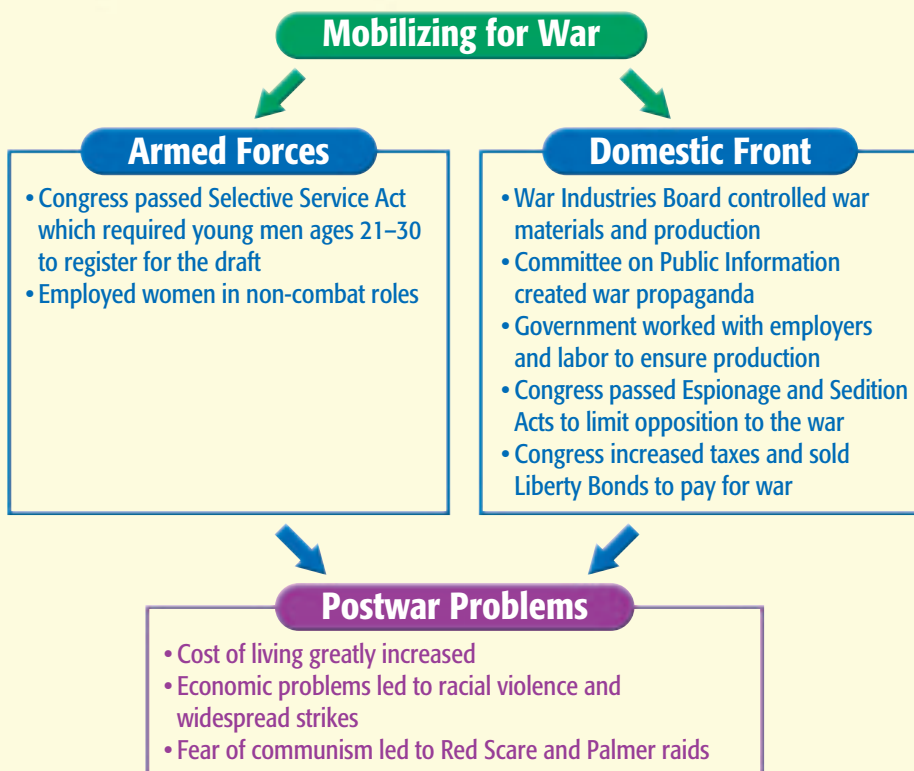 Mobilizing for War
Armed Forces
• Congress passed Selective Service Act
which required young men ages 21–30
to register for the draft
• Employed women in non-combat roles
Domestic Front
• War Industries Board controlled war
materials and production
• Committee on Public Information
created war propaganda
• Government worked with employers
and labor to ensure production
• Congress passed Espionage and Sedition
Acts to limit opposition to the war
• Congress increased taxes and sold
Liberty Bonds to pay for war
Postwar Problems
• Cost of living greatly increased
• Economic problems led to racial violence and
widespread strikes
• Fear of communism led to Red Scare and Palmer raids